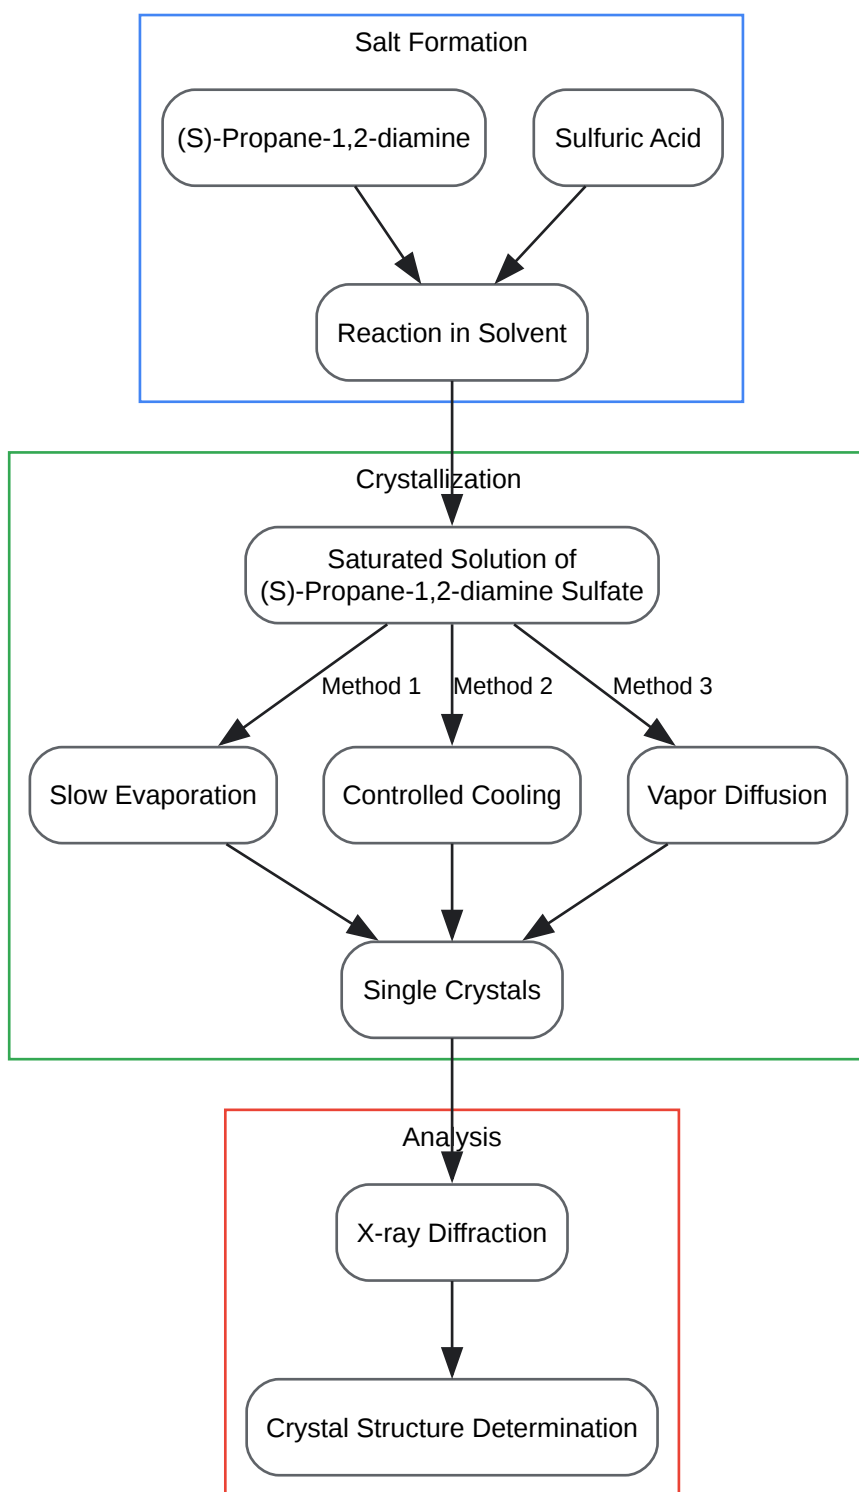 Salt Formation
(S)-Propane-1,2-diamine
Sulfuric Acid
Reaction in Solvent
Crystallization
Saturated Solution of
(S)-Propane-1,2-diamine Sulfate
Method 1
Method 2
Method 3
Slow Evaporation
Controlled Cooling
Vapor Diffusion
Single Crystals
Analysis
X-ray Diffraction
Crystal Structure Determination